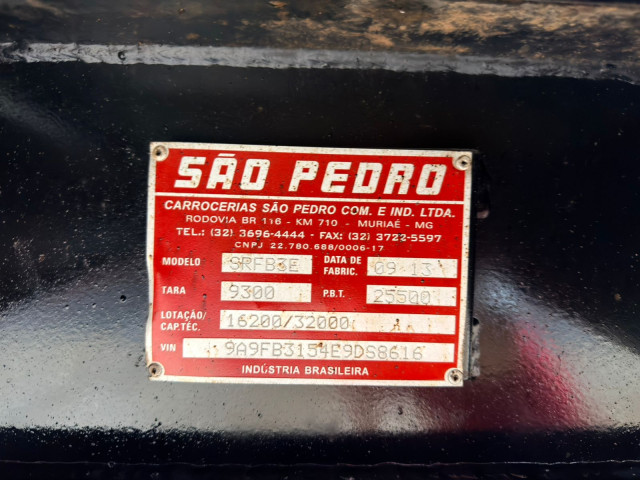 SÃO PEDRO
CARROCERIAS SÃO PEDRO COM. E IND. LTDA.
RODOVIA BR 116 - KM 710 - MURIAÉ - MG
TEL.: (32) 3696-4444 - FAX: (32) 3722-5597
CNPJ 22.780.688/0006-17
MODELO SRFB3E DATA DE FABRIC. 09 13
TARA 9300 P.B.T. 25500
LOTAÇÃO/ CAP.TÉC. 16200/32000
VIN 9A9FB3154E9DS8616
INDÚSTRIA BRASILEIRA